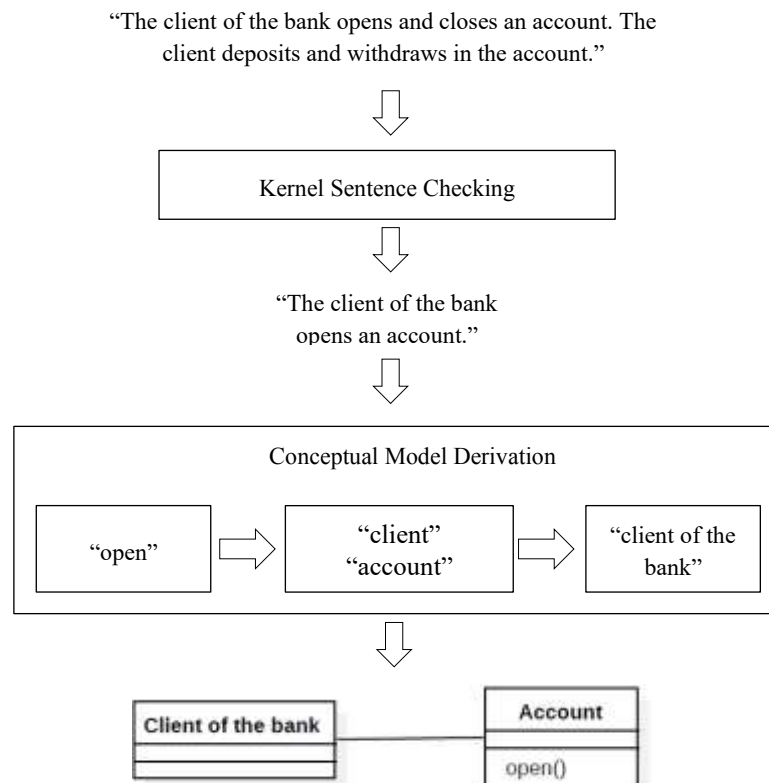 “The client of the bank opens and closes an account. The
client deposits and withdraws in the account.”
Kernel Sentence Checking
“The client of the bank
opens an account.”
Conceptual Model Derivation
“open”
“client”
“account”
“client of the
bank”
Client of the bank
Account
open()